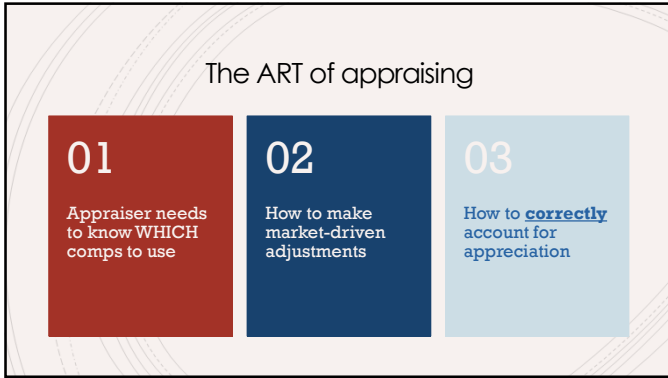 The ART of appraising
01
Appraiser needs
to know WHICH
comps to use
02
How to make
market-driven
adjustments
03
How to correctly
account for
appreciation